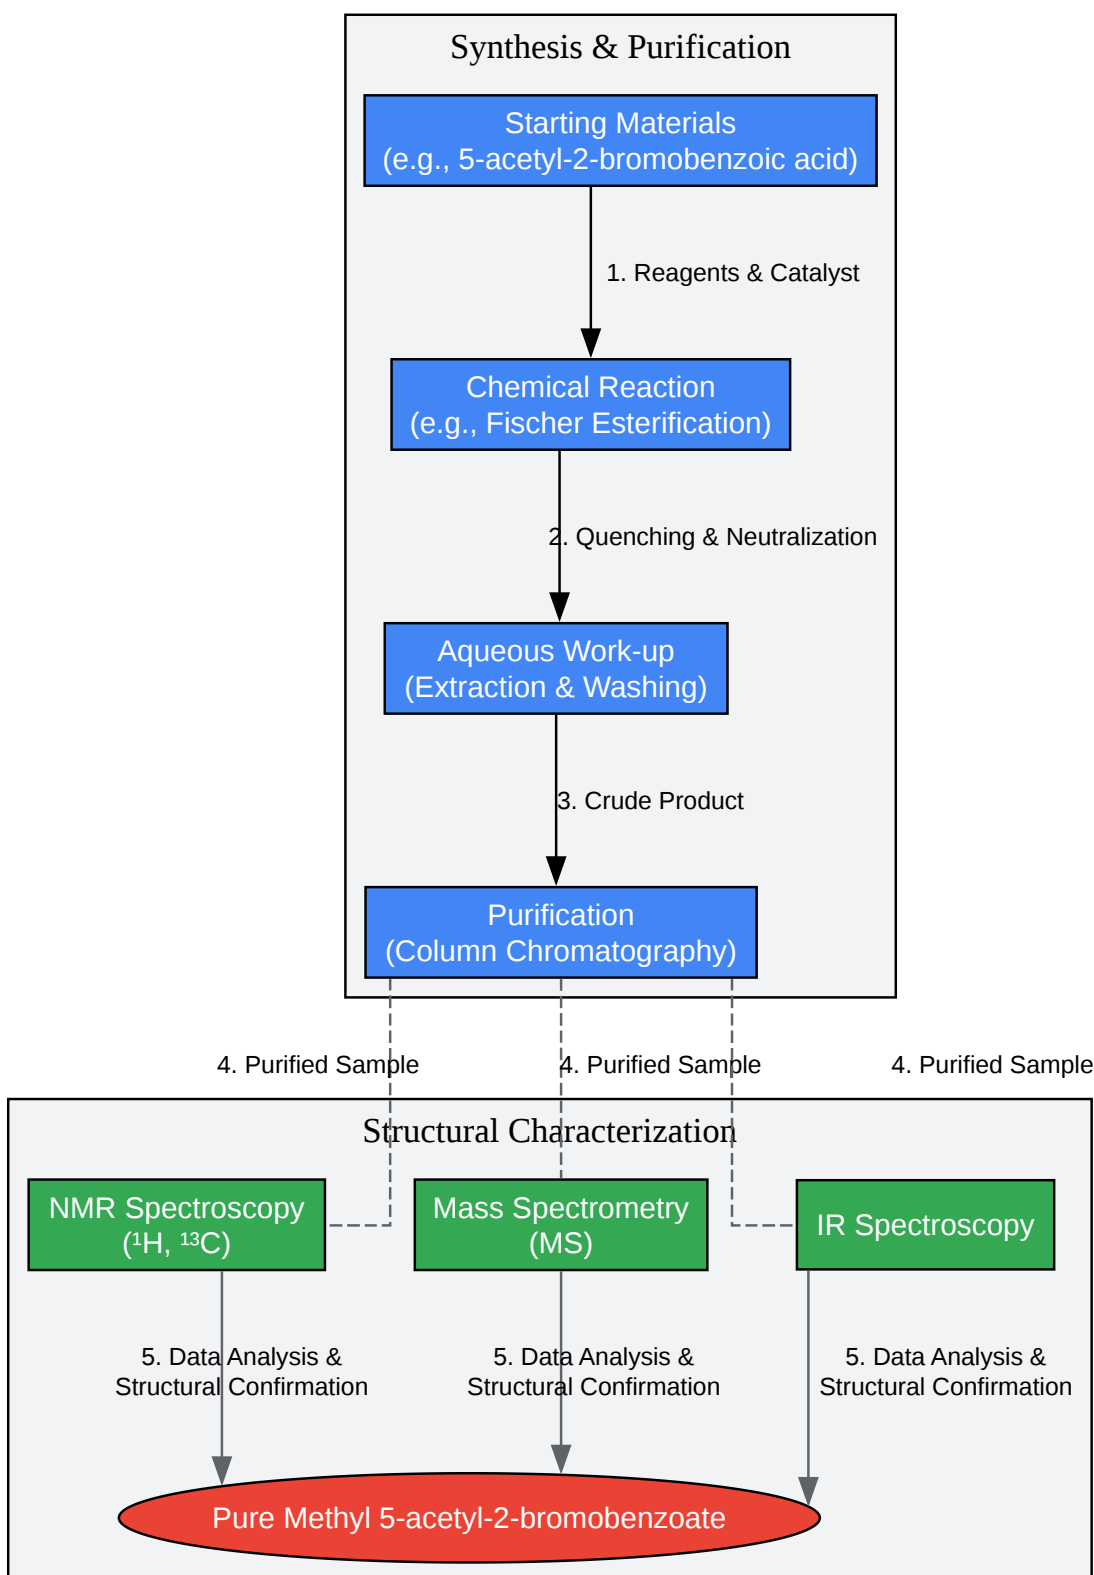 Synthesis & Purification
Starting Materials
(e.g., 5-acetyl-2-bromobenzoic acid)
1. Reagents & Catalyst
Chemical Reaction
(e.g., Fischer Esterification)
2. Quenching & Neutralization
Aqueous Work-up
(Extraction & Washing)
3. Crude Product
Purification
(Column Chromatography)
4. Purified Sample
4. Purified Sample
4. Purified Sample
Structural Characterization
NMR Spectroscopy
(¹H, ¹³C)
Mass Spectrometry
(MS)
IR Spectroscopy
5. Data Analysis &
Structural Confirmation
5. Data Analysis &
Structural Confirmation
5. Data Analysis &
Structural Confirmation
Pure Methyl 5-acetyl-2-bromobenzoate